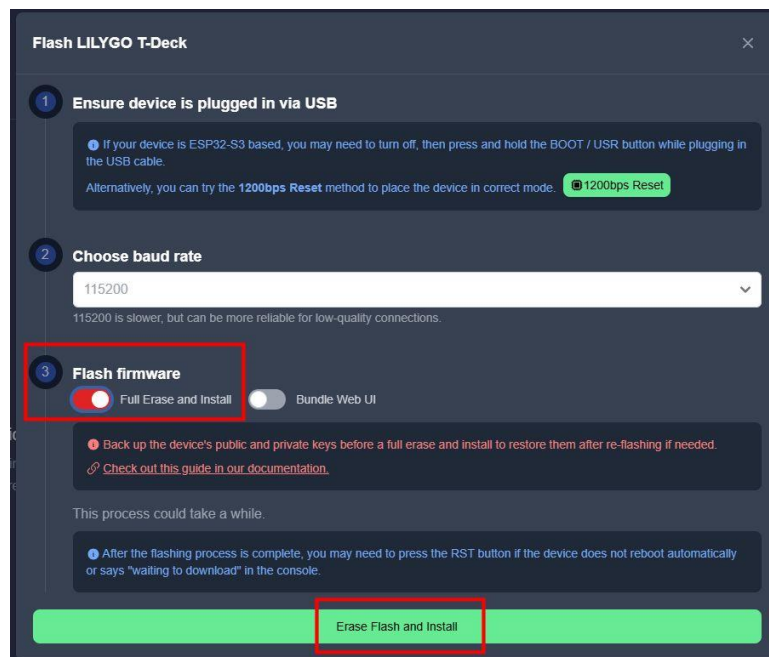 Flash LILYGO T-Deck
1
Ensure device is plugged in via USB
If your device is ESP32-S3 based, you may need to turn off, then press and hold the BOOT / USR button while plugging in
the USB cable.
Alternatively, you can try the 1200bps Reset method to place the device in correct mode. 1200bps Reset
2
Choose baud rate
115200
115200 is slower, but can be more reliable for low-quality connections.
3
Flash firmware
Full Erase and Install Bundle Web UI
Back up the device's public and private keys before a full erase and install to restore them after re-flashing if needed.
Check out this guide in our documentation.
This process could take a while.
After the flashing process is complete, you may need to press the RST button if the device does not reboot automatically
or says "waiting to download" in the console.
Erase Flash and Install